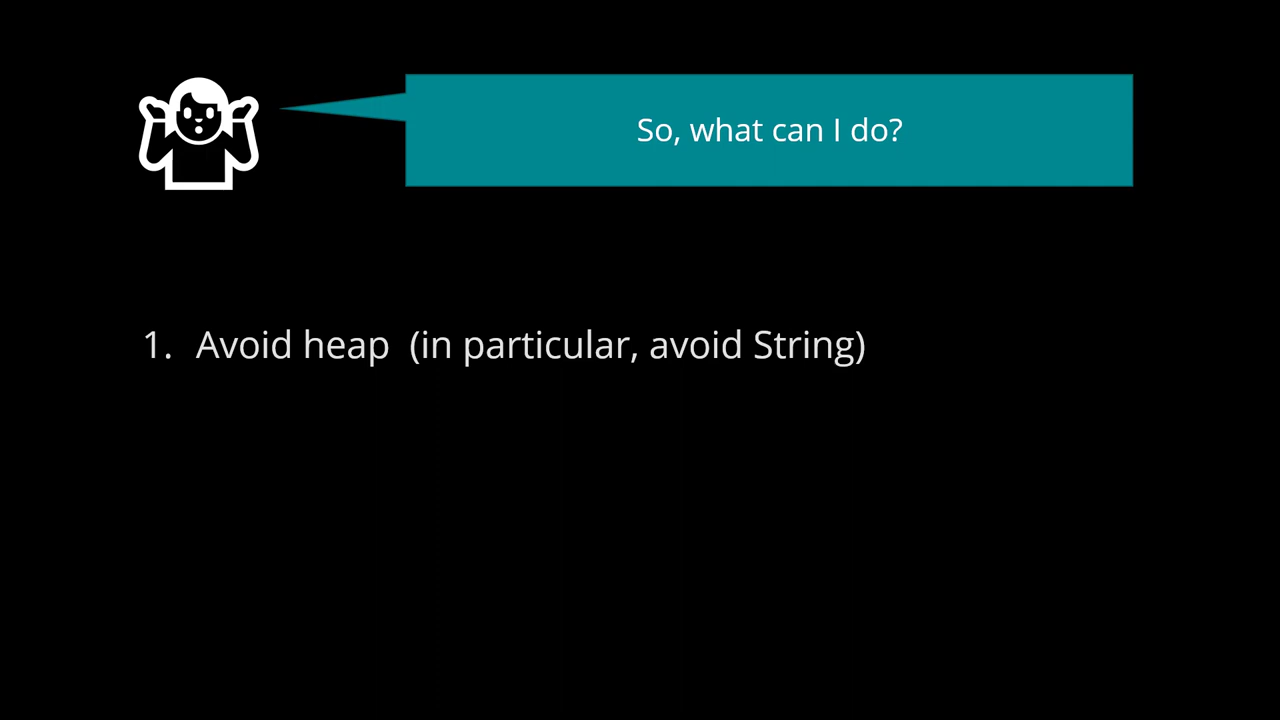 So, what can I do?
1. Avoid heap (in particular, avoid String)